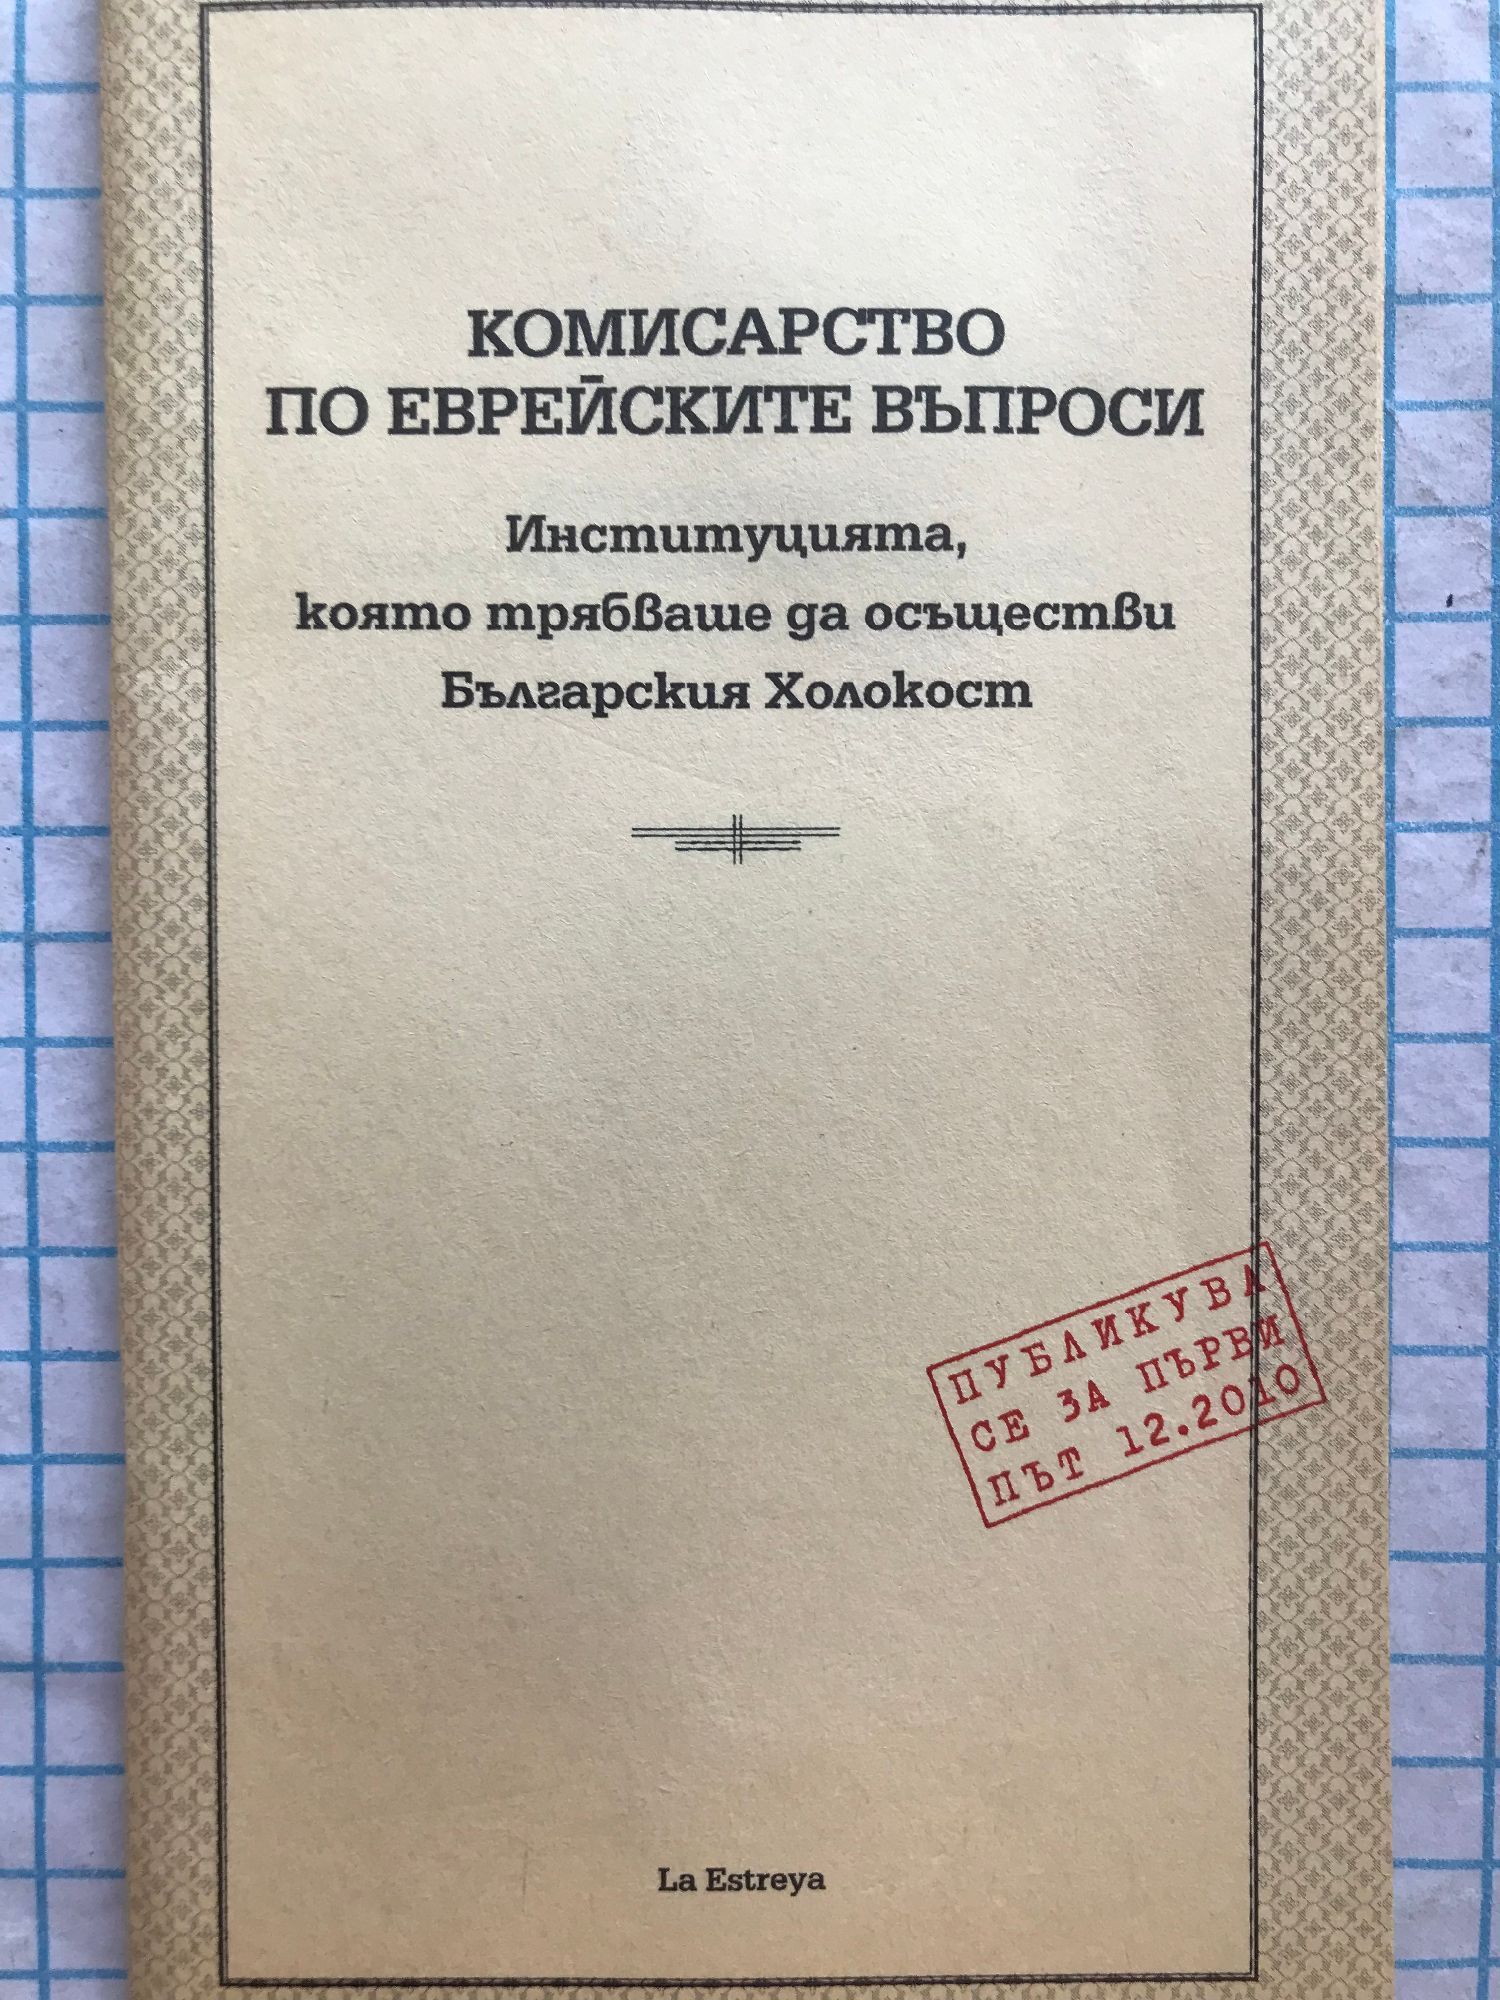 КОМИСАРСТВО
ПО ЕВРЕЙСКИТЕ ВЪПРОСИ
Институцията,
която трябваше да осъществи
Българския Холокост
ПУБЛИКУВА
СЕ ЗА ПЪРВИ
ПЪТ 12.2010
La Estreya